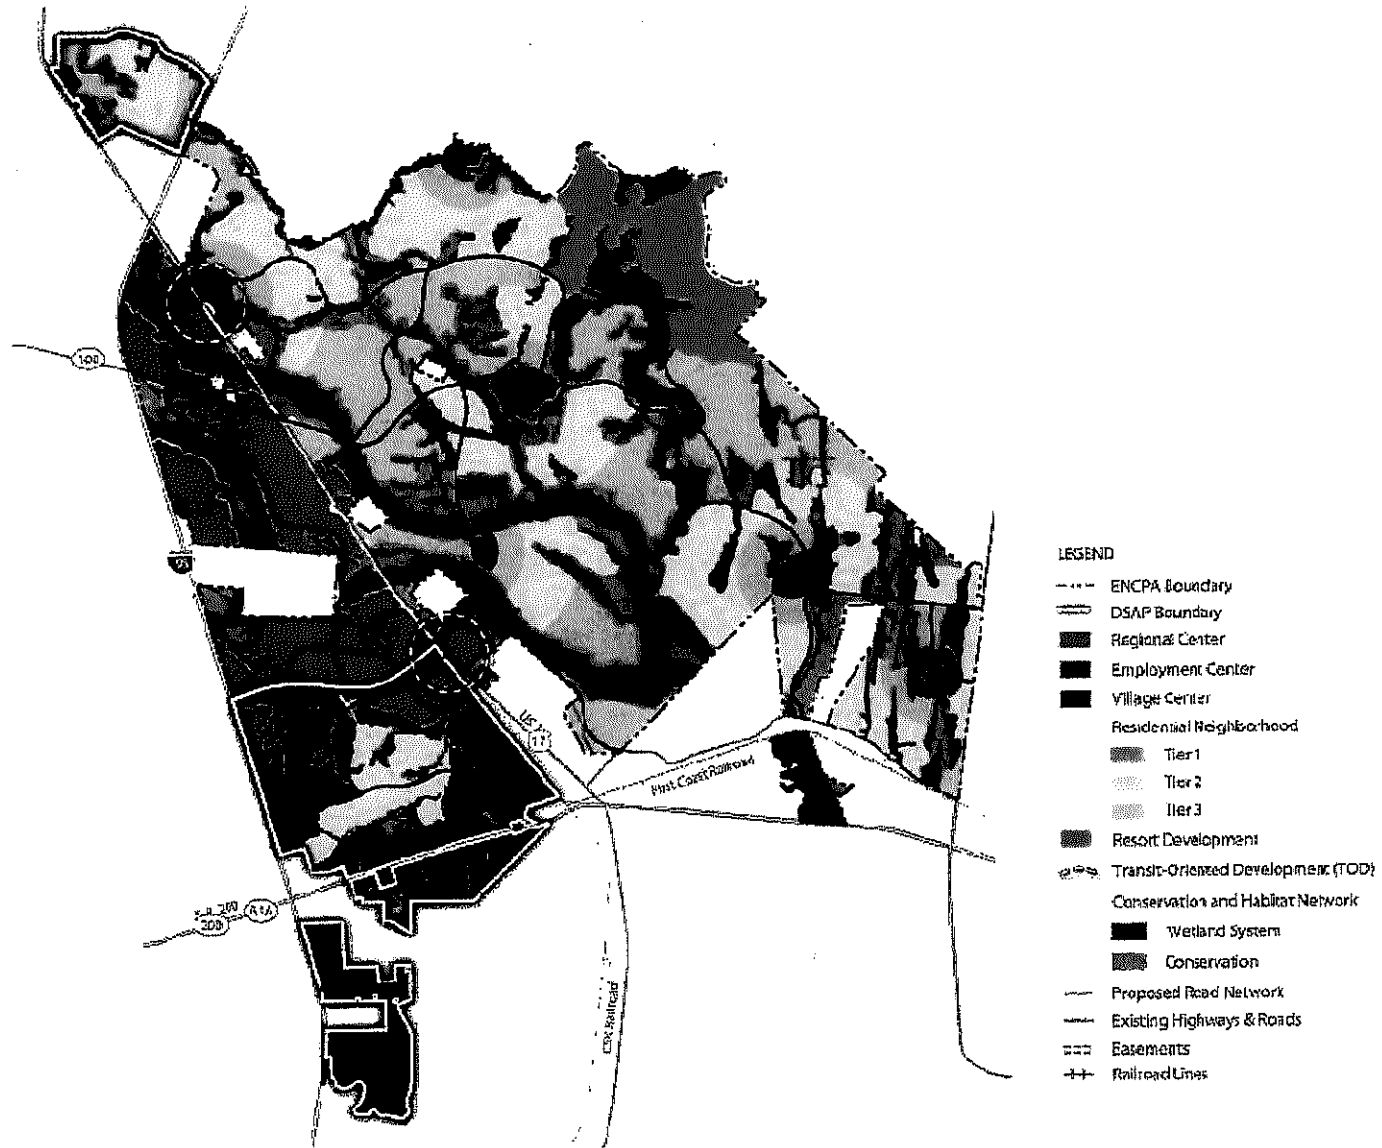 108
95
US
17
First Coast Railroad
200
A1A
200
CSX Railroad
LEGEND
ENCPA Boundary
DSAP Boundary
Regional Center
Employment Center
Village Center
Residential Neighborhood
Tier 1
Tier 2
Tier 3
Resort Development
Transit-Oriented Development (TOD)
Conservation and Habitat Network
Wetland System
Conservation
Proposed Road Network
Existing Highways & Roads
Easements
Railroad Lines